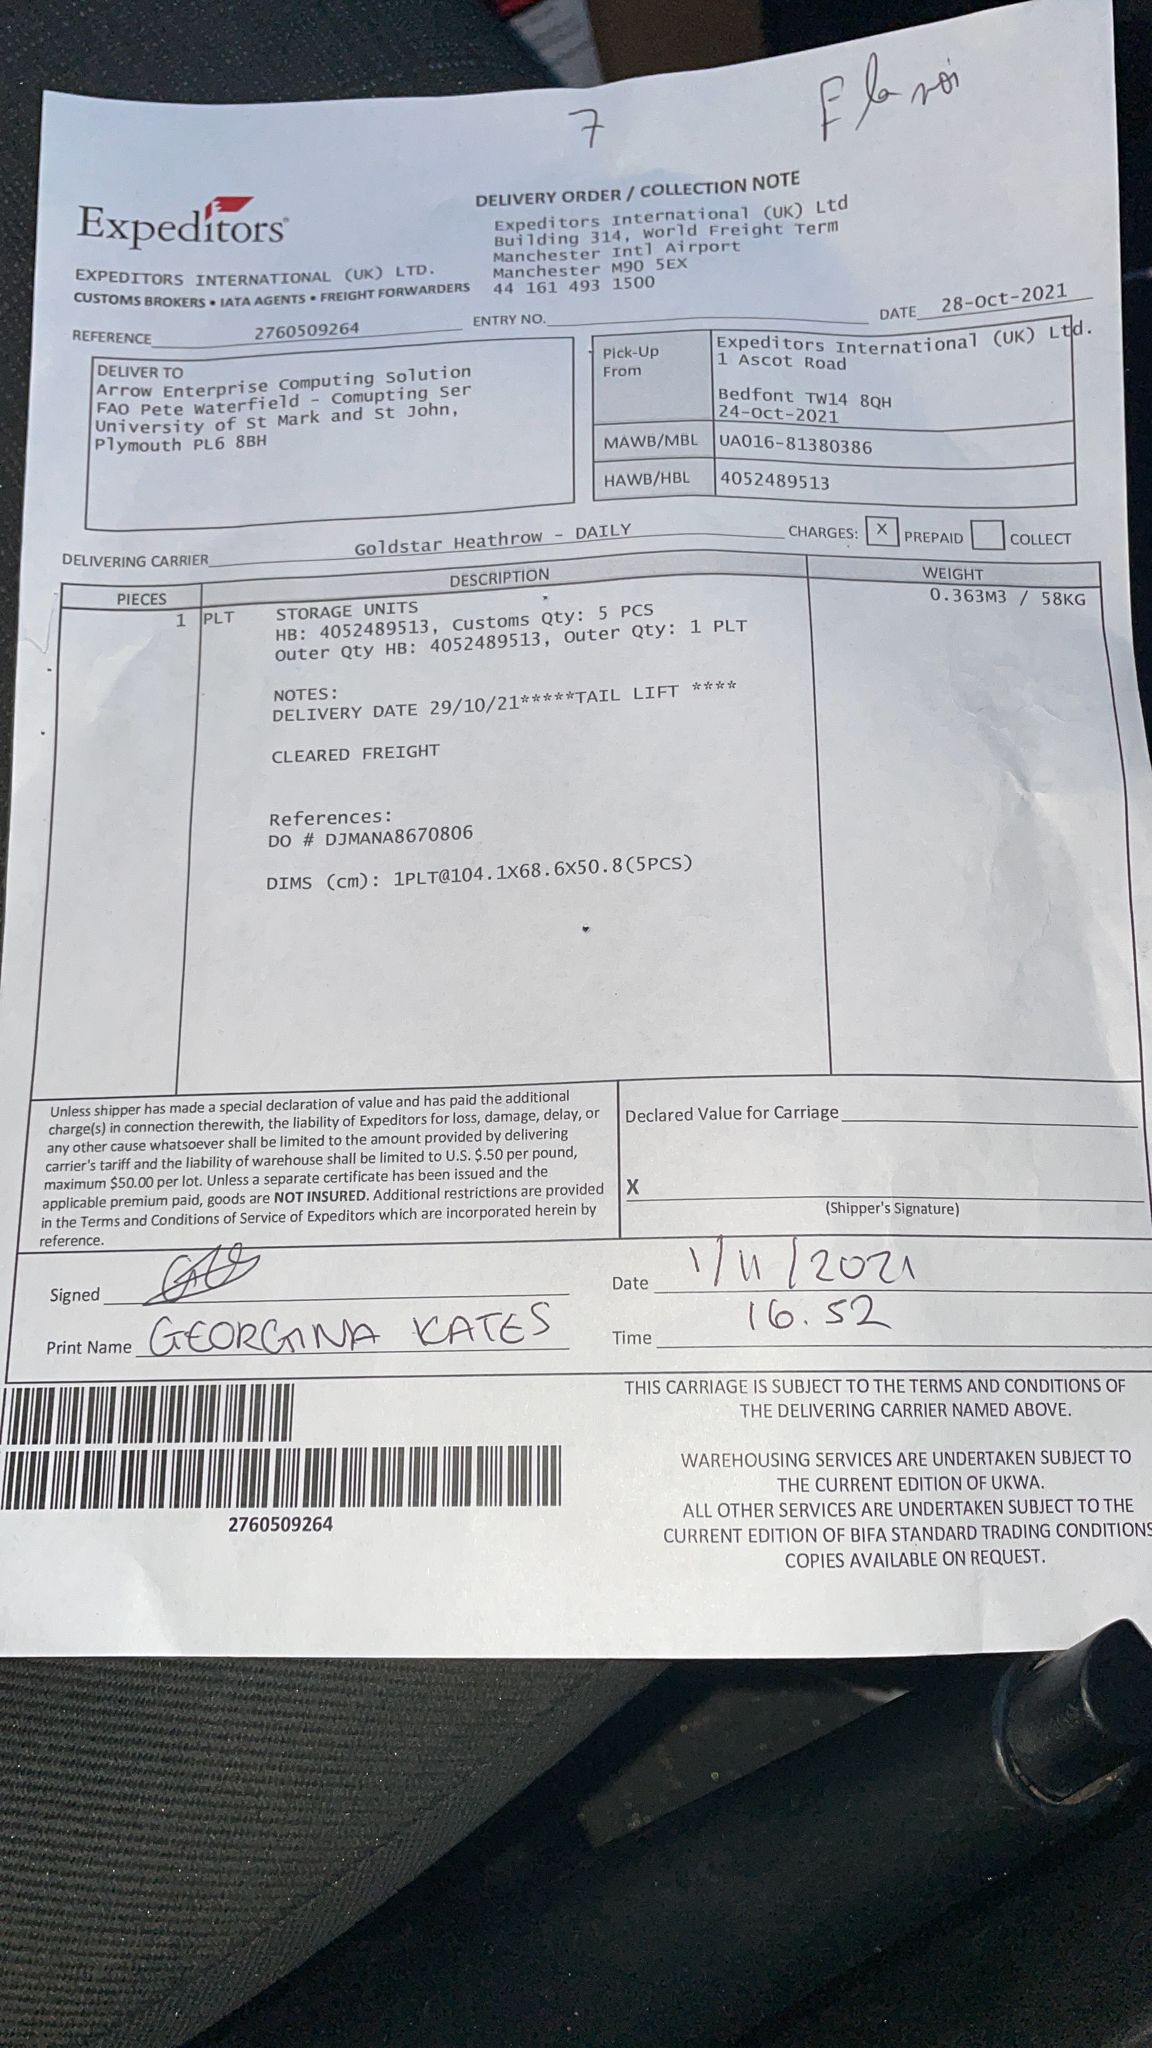 7
Expeditors
EXPEDITORS INTERNATIONAL (UK) LTD.
CUSTOMS BROKERS • IATA AGENTS • FREIGHT FORWARDERS
DELIVERY ORDER / COLLECTION NOTE
Expeditors International (UK) Ltd
Building 314, World Freight Term
Manchester Intl Airport
Manchester M90 5EX
44 161 493 1500
REFERENCE 2760509264
ENTRY NO.
DATE 28-Oct-2021
DELIVER TO
Arrow Enterprise Computing Solution
FAO Pete Waterfield - Comupting Ser
University of St Mark and St John,
Plymouth PL6 8BH
Pick-Up From
Expeditors International (UK) Ltd.
1 Ascot Road
Bedfont TW14 8QH
24-Oct-2021
MAWB/MBL UA016-81380386
HAWB/HBL 4052489513
DELIVERING CARRIER Goldstar Heathrow - DAILY
CHARGES: X PREPAID COLLECT
PIECES DESCRIPTION WEIGHT
1 PLT STORAGE UNITS 0.363M3 / 58KG
HB: 4052489513, Customs Qty: 5 PCS
Outer Qty HB: 4052489513, Outer Qty: 1 PLT
NOTES:
DELIVERY DATE 29/10/21*****TAIL LIFT ****
CLEARED FREIGHT
References:
DO # DJMANA8670806
DIMS (cm): 1PLT@104.1X68.6X50.8(5PCS)
Unless shipper has made a special declaration of value and has paid the additional
charge(s) in connection therewith, the liability of Expeditors for loss, damage, delay, or
any other cause whatsoever shall be limited to the amount provided by delivering
carrier's tariff and the liability of warehouse shall be limited to U.S. $.50 per pound,
maximum $50.00 per lot. Unless a separate certificate has been issued and the
applicable premium paid, goods are NOT INSURED. Additional restrictions are provided
in the Terms and Conditions of Service of Expeditors which are incorporated herein by
reference.
Declared Value for Carriage
X
(Shipper's Signature)
Signed
Date 1/11/2021
Print Name GEORGINA KATES
Time 16.52
2760509264
THIS CARRIAGE IS SUBJECT TO THE TERMS AND CONDITIONS OF
THE DELIVERING CARRIER NAMED ABOVE.
WAREHOUSING SERVICES ARE UNDERTAKEN SUBJECT TO
THE CURRENT EDITION OF UKWA.
ALL OTHER SERVICES ARE UNDERTAKEN SUBJECT TO THE
CURRENT EDITION OF BIFA STANDARD TRADING CONDITIONS
COPIES AVAILABLE ON REQUEST.